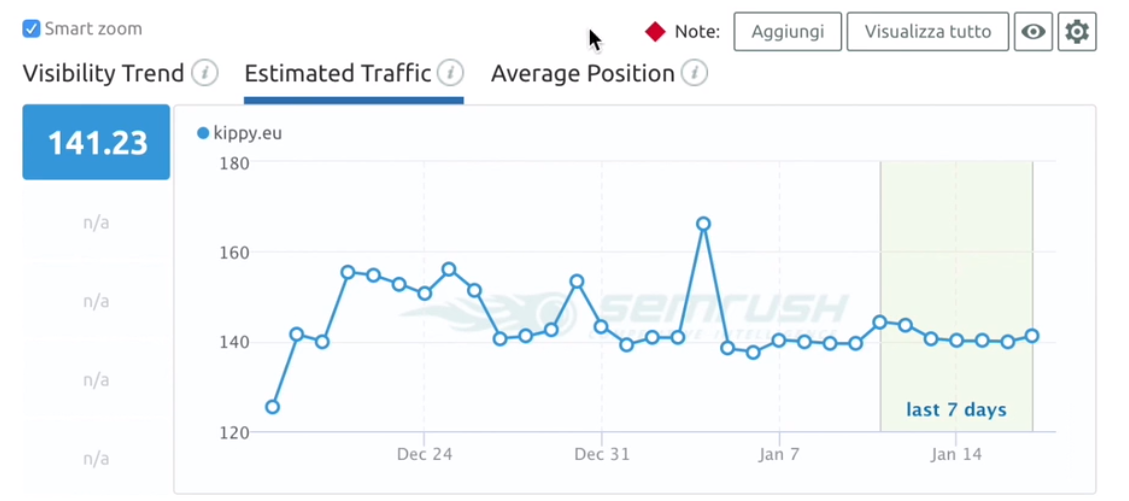 Smart zoom
Note: Aggiungi Visualizza tutto
Visibility Trend i Estimated Traffic i Average Position i
141.23
n/a
n/a
n/a
n/a
kippy.eu
180
160
140
120
SEMRUSH
last 7 days
Dec 24 Dec 31 Jan 7 Jan 14